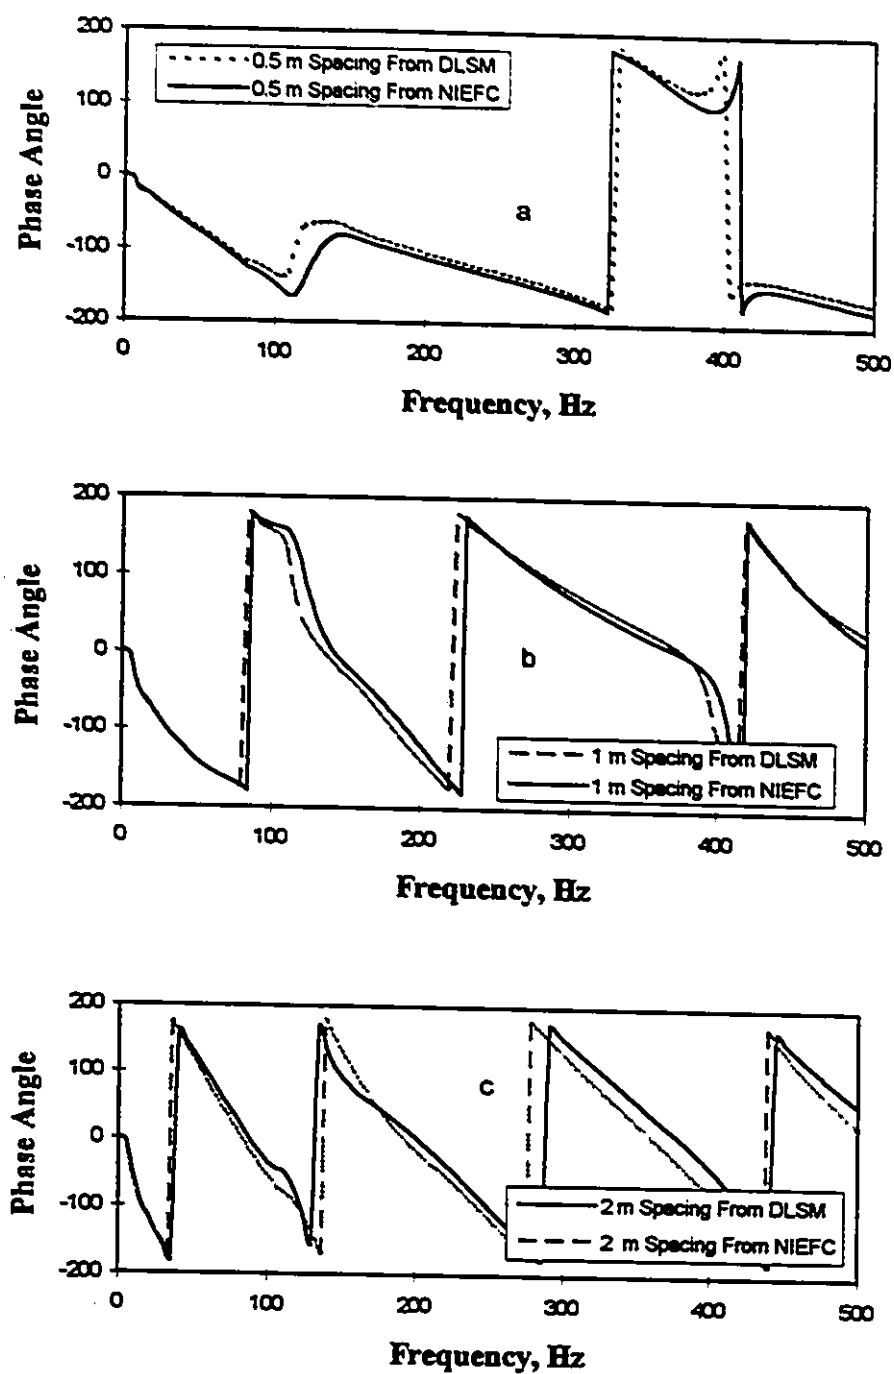 200
100
0
-100
-200
Phase Angle
0.5 m Spacing From DLSM
0.5 m Spacing From NIEFC
a
0 100 200 300 400 500
Frequency, Hz
200
100
0
-100
-200
Phase Angle
b
1 m Spacing From DLSM
1 m Spacing From NIEFC
0 100 200 300 400 500
Frequency, Hz
200
100
0
-100
-200
Phase Angle
c
2 m Spacing From DLSM
2 m Spacing From NIEFC
0 100 200 300 400 500
Frequency, Hz